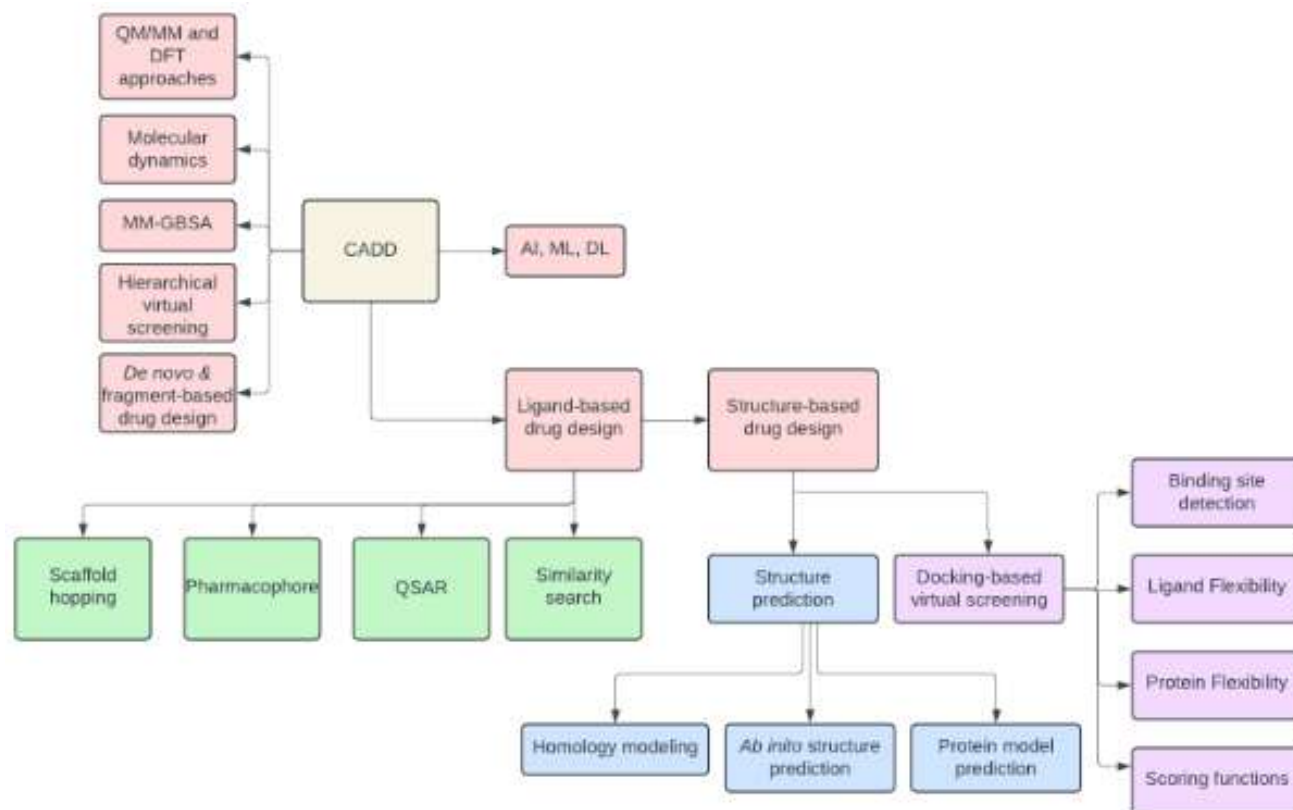 QM/MM and
DFT
approaches
Molecular
dynamics
MM-GBSA
Hierarchical
virtual
screening
De novo &
fragment-based
drug design
CADD
AI, ML, DL
Ligand-based
drug design
Structure-based
drug design
Scaffold
hopping
Pharmacophore
QSAR
Similarity
search
Structure
prediction
Docking-based
virtual screening
Binding site
detection
Ligand Flexibility
Protein Flexibility
Scoring functions
Homology modeling
Ab inito structure
prediction
Protein model
prediction